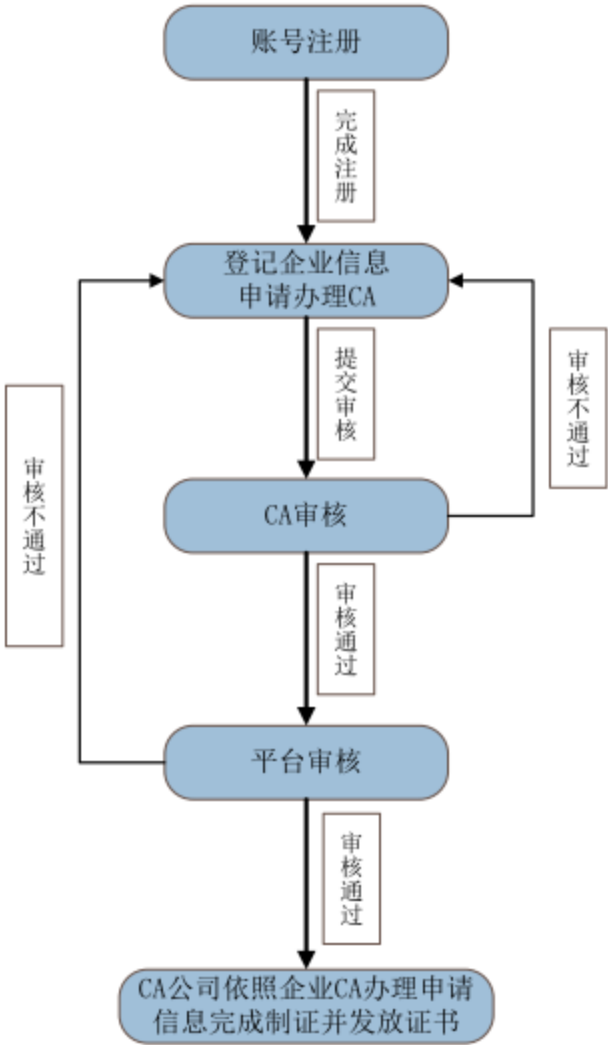 账号注册
完成注册
登记企业信息
申请办理CA
提交审核
审核不通过
审核不通过
CA审核
审核通过
平台审核
审核通过
CA公司依照企业CA办理申请
信息完成制证并发放证书